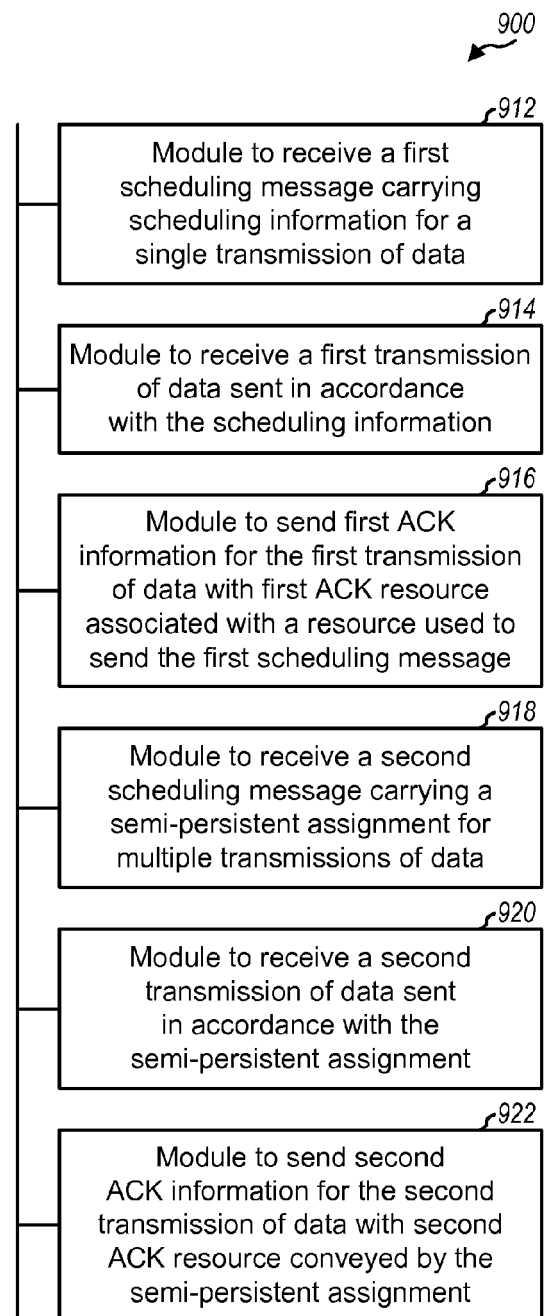 900
912
Module to receive a first
scheduling message carrying
scheduling information for a
single transmission of data
914
Module to receive a first transmission
of data sent in accordance
with the scheduling information
916
Module to send first ACK
information for the first transmission
of data with first ACK resource
associated with a resource used to
send the first scheduling message
918
Module to receive a second
scheduling message carrying a
semi-persistent assignment for
multiple transmissions of data
920
Module to receive a second
transmission of data sent
in accordance with the
semi-persistent assignment
922
Module to send second
ACK information for the second
transmission of data with second
ACK resource conveyed by the
semi-persistent assignment